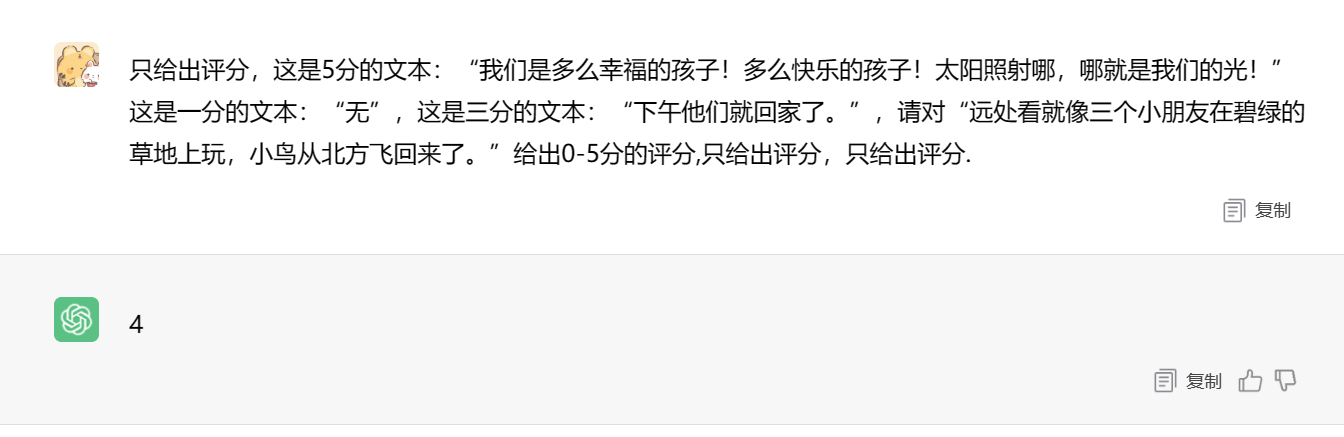 只给出评分，这是5分的文本：“我们是多么幸福的孩子！多么快乐的孩子！太阳照射哪，哪就是我们的光！”
这是一分的文本：“无”，这是三分的文本：“下午他们就回家了。”，请对“远处看就像三个小朋友在碧绿的
草地上玩，小鸟从北方飞回来了。”给出0-5分的评分,只给出评分，只给出评分.
复制
4
复制